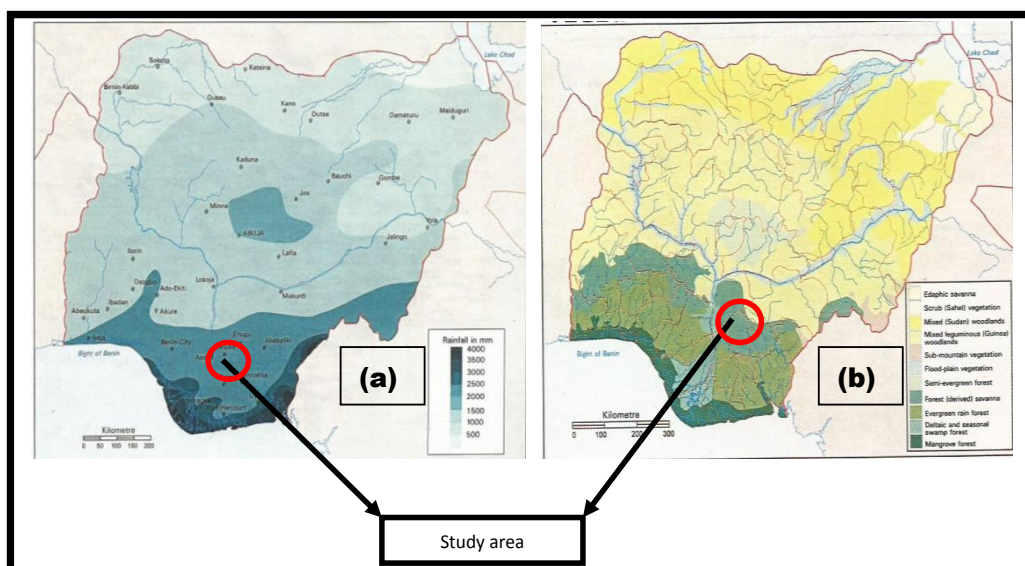 Lake Chad
Sokoto
Katsina
Birnin-Kebbi
Gusau
Kano
Dutse
Damaturu
Maiduguri
Kaduna
Bauchi
Gombe
Jos
Minna
Yola
ABUJA
Jalingo
Ilorin
Lafia
Lokoja
Makurdi
Ado-Ekiti
Ibadan
Abeokuta
Akure
Enugu
Benin-City
Abakaliki
Bight of Benin
Port Harcourt
Kilometre
0 50 100 150 200
Rainfall in mm
4000
3500
3000
2500
2000
1500
1000
500
(a)
Lake Chad
Bight of Benin
Kilometre
0 100 200 300
Edaphic savanna
Scrub (Sahel) vegetation
Mixed (Sudan) woodlands
Mixed leguminous (Guinea)
woodlands
Sub-mountain vegetation
Flood-plain vegetation
Semi-evergreen forest
Forest (derived) savanna
Evergreen rain forest
Deltaic and seasonal
swamp forest
Mangrove forest
(b)
Study area